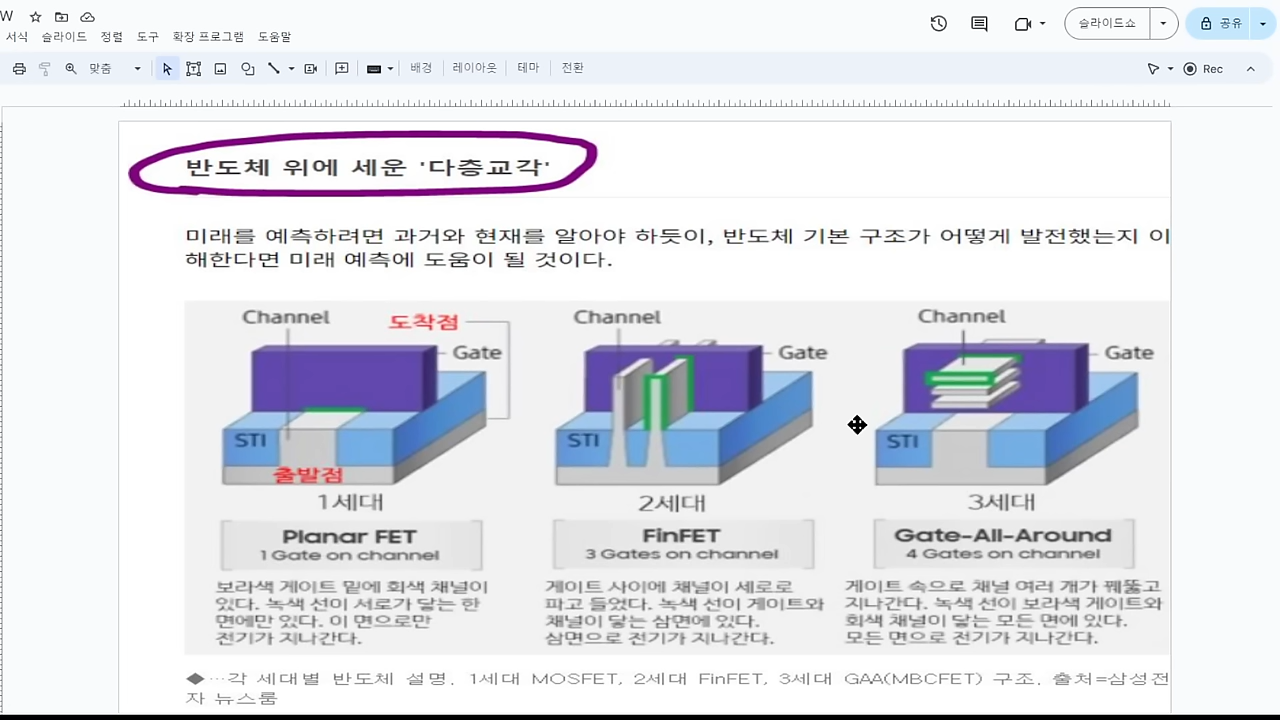 W
서식 슬라이드 정렬 도구 확장 프로그램 도움말
슬라이드쇼 공유
맞춤 배경 레이아웃 테마 전환 Rec
반도체 위에 세운 '다층교각'
미래를 예측하려면 과거와 현재를 알아야 하듯이, 반도체 기본 구조가 어떻게 발전했는지 이
해한다면 미래 예측에 도움이 될 것이다.
Channel 도착점 Channel Channel
Gate Gate Gate
STI STI STI
출발점
1세대 2세대 3세대
Planar FET FinFET Gate-All-Around
1 Gate on channel 3 Gates on channel 4 Gates on channel
보라색 게이트 밑에 회색 채널이
있다. 녹색 선이 서로가 닿는 한
면에만 있다. 이 면으로만
전기가 지나간다.
게이트 사이에 채널이 세로로
파고 들었다. 녹색 선이 게이트와
채널이 닿는 삼면에 있다.
삼면으로 전기가 지나간다.
게이트 속으로 채널 여러 개가 꿰뚫고
지나간다. 녹색 선이 보라색 게이트와
회색 채널이 닿는 모든 면에 있다.
모든 면으로 전기가 지나간다.
◆…각 세대별 반도체 설명. 1세대 MOSFET, 2세대 FinFET, 3세대 GAA(MBCFET) 구조. 출처=삼성전
자 뉴스룸